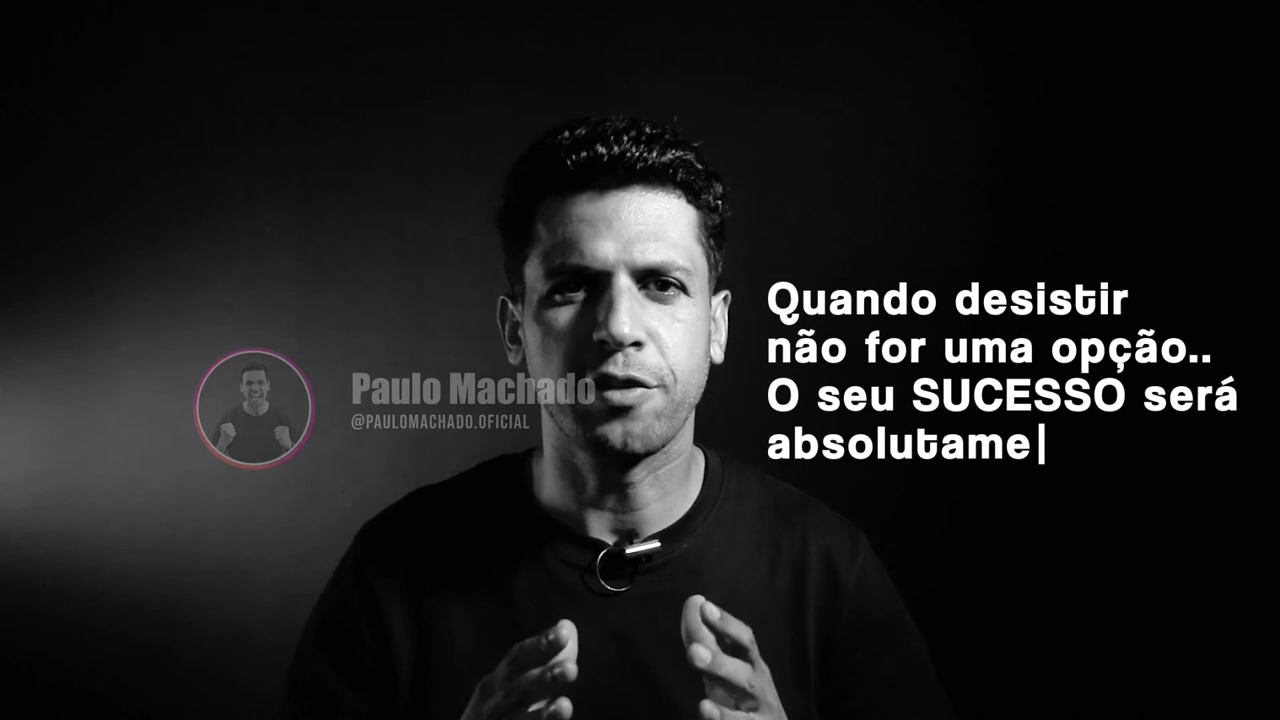 Paulo Machado
@PAULOMACHADO.OFICIAL
Quando desistir
não for uma opção..
O seu SUCESSO será
absolutame|